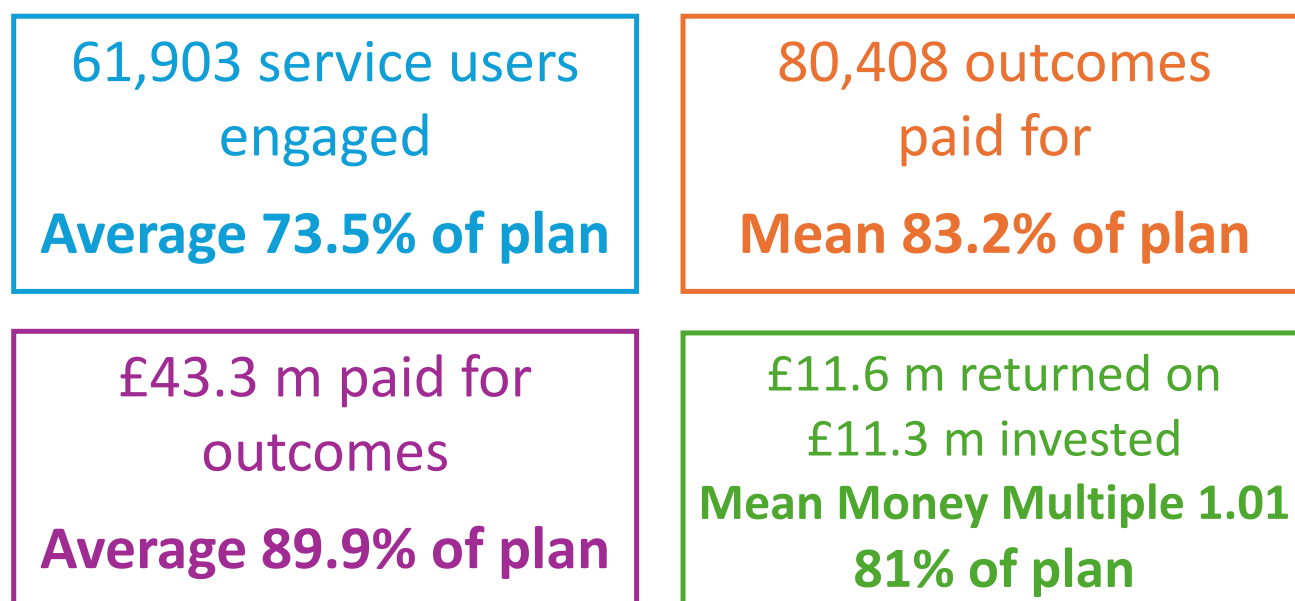 61,903 service users
engaged
Average 73.5% of plan
80,408 outcomes
paid for
Mean 83.2% of plan
£43.3 m paid for
outcomes
Average 89.9% of plan
£11.6 m returned on
£11.3 m invested
Mean Money Multiple 1.01
81% of plan